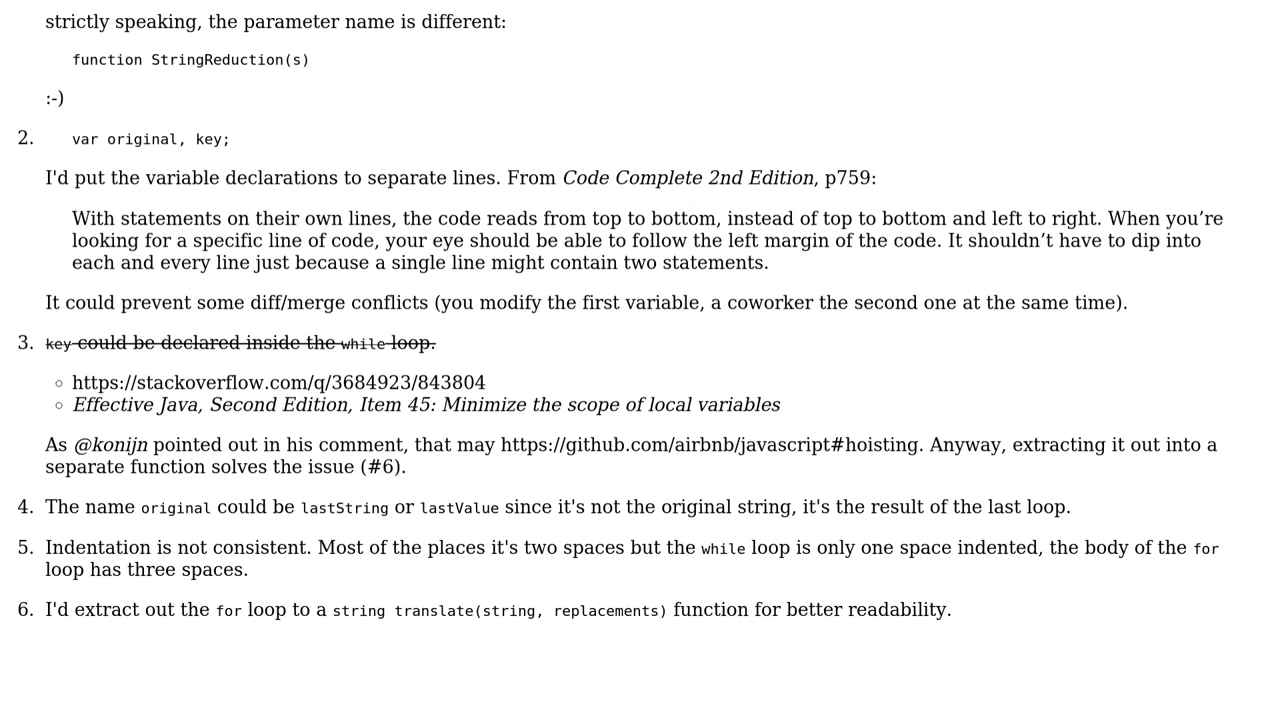 strictly speaking, the parameter name is different:
function StringReduction(s)
:-)
2. var original, key;
I'd put the variable declarations to separate lines. From Code Complete 2nd Edition, p759:
With statements on their own lines, the code reads from top to bottom, instead of top to bottom and left to right. When you’re
looking for a specific line of code, your eye should be able to follow the left margin of the code. It shouldn’t have to dip into
each and every line just because a single line might contain two statements.
It could prevent some diff/merge conflicts (you modify the first variable, a coworker the second one at the same time).
3. key could be declared inside the while loop.
◦ https://stackoverflow.com/q/3684923/843804
◦ Effective Java, Second Edition, Item 45: Minimize the scope of local variables
As @konijn pointed out in his comment, that may https://github.com/airbnb/javascript#hoisting. Anyway, extracting it out into a
separate function solves the issue (#6).
4. The name original could be lastString or lastValue since it's not the original string, it's the result of the last loop.
5. Indentation is not consistent. Most of the places it's two spaces but the while loop is only one space indented, the body of the for
loop has three spaces.
6. I'd extract out the for loop to a string translate(string, replacements) function for better readability.